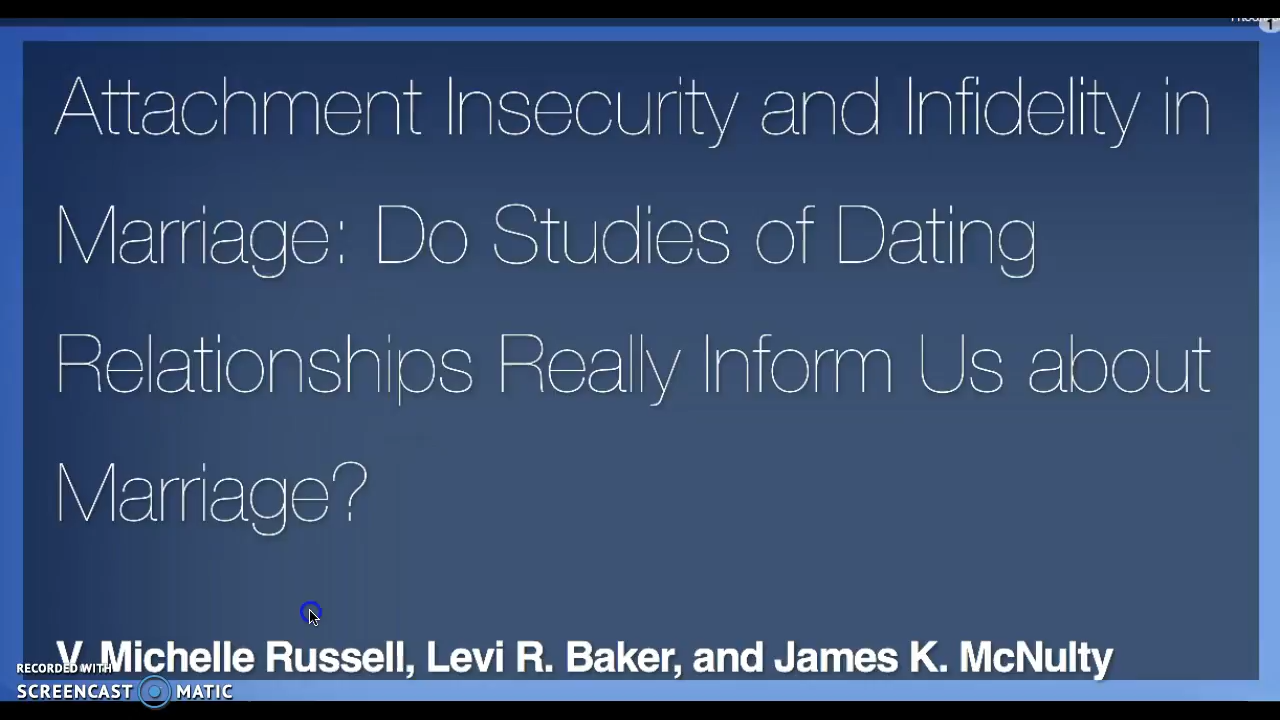 1
Attachment Insecurity and Infidelity in
Marriage: Do Studies of Dating
Relationships Really Inform Us about
Marriage?
V. Michelle Russell, Levi R. Baker, and James K. McNulty
RECORDED WITH
SCREENCAST MATIC